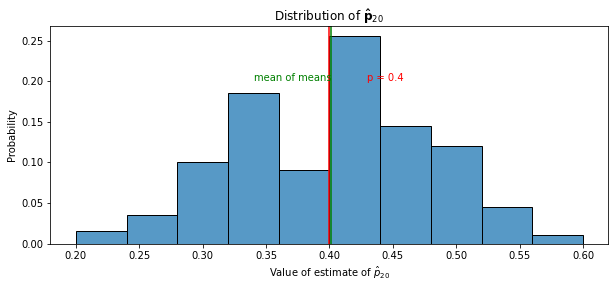 Distribution of p̂₂₀
0.25
0.20
0.15
0.10
0.05
0.00
Probability
mean of means
p = 0.4
0.20 0.25 0.30 0.35 0.40 0.45 0.50 0.55 0.60
Value of estimate of p̂₂₀